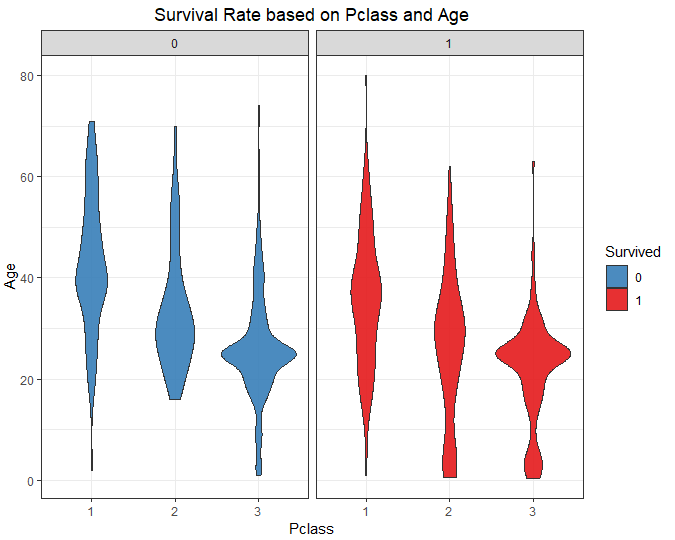 Survival Rate based on Pclass and Age
0 1
80
60
40
20
0
Age
1 2 3 1 2 3
Pclass
Survived
0
1